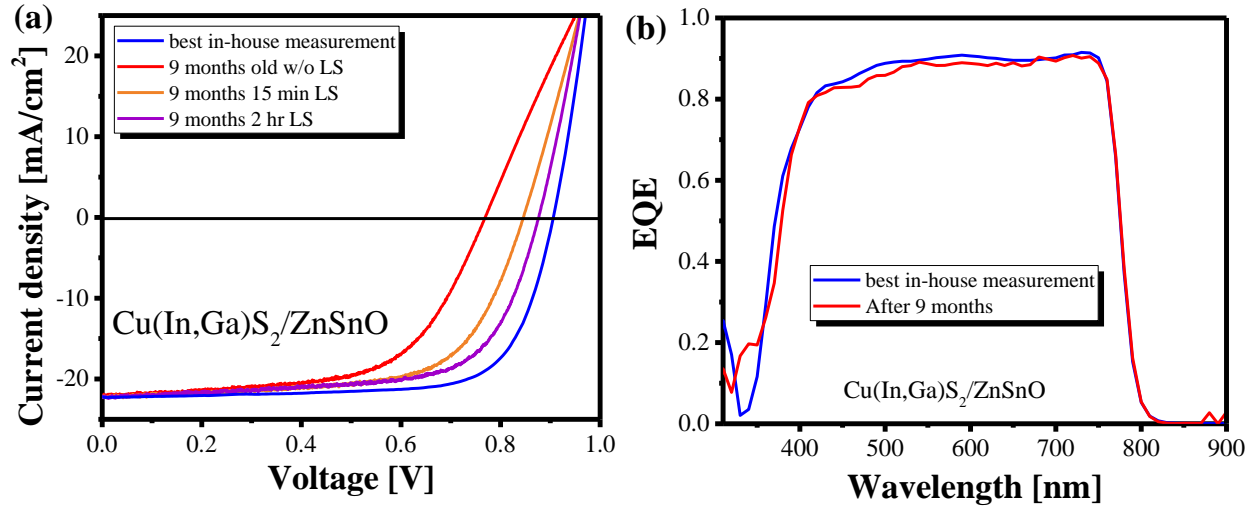 (a)
best in-house measurement
9 months old w/o LS
9 months 15 min LS
9 months 2 hr LS
Cu(In,Ga)S₂/ZnSnO
Current density [mA/cm²]
20
10
0
-10
-20
0.0 0.2 0.4 0.6 0.8 1.0
Voltage [V]
(b)
best in-house measurement
After 9 months
Cu(In,Ga)S₂/ZnSnO
EQE
1.0
0.8
0.6
0.4
0.2
0.0
400 500 600 700 800 900
Wavelength [nm]